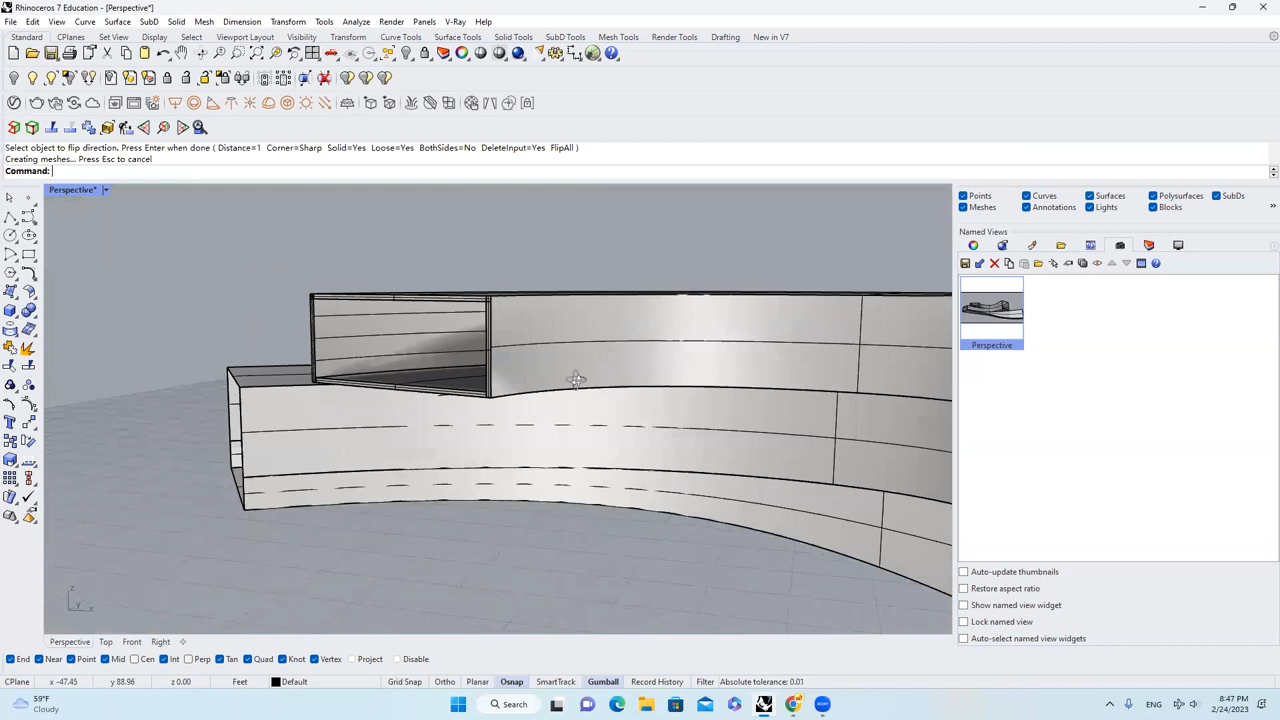 Rhinoceros 7 Education - [Perspective*]
File Edit View Curve Surface SubD Solid Mesh Dimension Transform Tools Analyze Render Panels V-Ray Help
Standard CPlanes Set View Display Select Viewport Layout Visibility Transform Curve Tools Surface Tools Solid Tools SubD Tools Mesh Tools Render Tools Drafting New in V7
Select object to flip direction. Press Enter when done ( Distance=1 Corner=Sharp Solid=Yes Loose=Yes BothSides=No DeleteInput=Yes FlipAll )
Creating meshes... Press Esc to cancel
Command:
Perspective*
Points Curves Surfaces Polysurfaces SubDs
Meshes Annotations Lights Blocks
Named Views
Perspective
Auto-update thumbnails
Restore aspect ratio
Show named view widget
Lock named view
Auto-select named view widgets
z
y x
Perspective Top Front Right
End Near Point Mid Cen Int Perp Tan Quad Knot Vertex Project Disable
CPlane x -47.45 y 88.96 z 0.00 Feet Default Grid Snap Ortho Planar Osnap SmartTrack Gumball Record History Filter Absolute tolerance: 0.01
59°F
Cloudy
Search
ENG
8:47 PM
2/24/2023